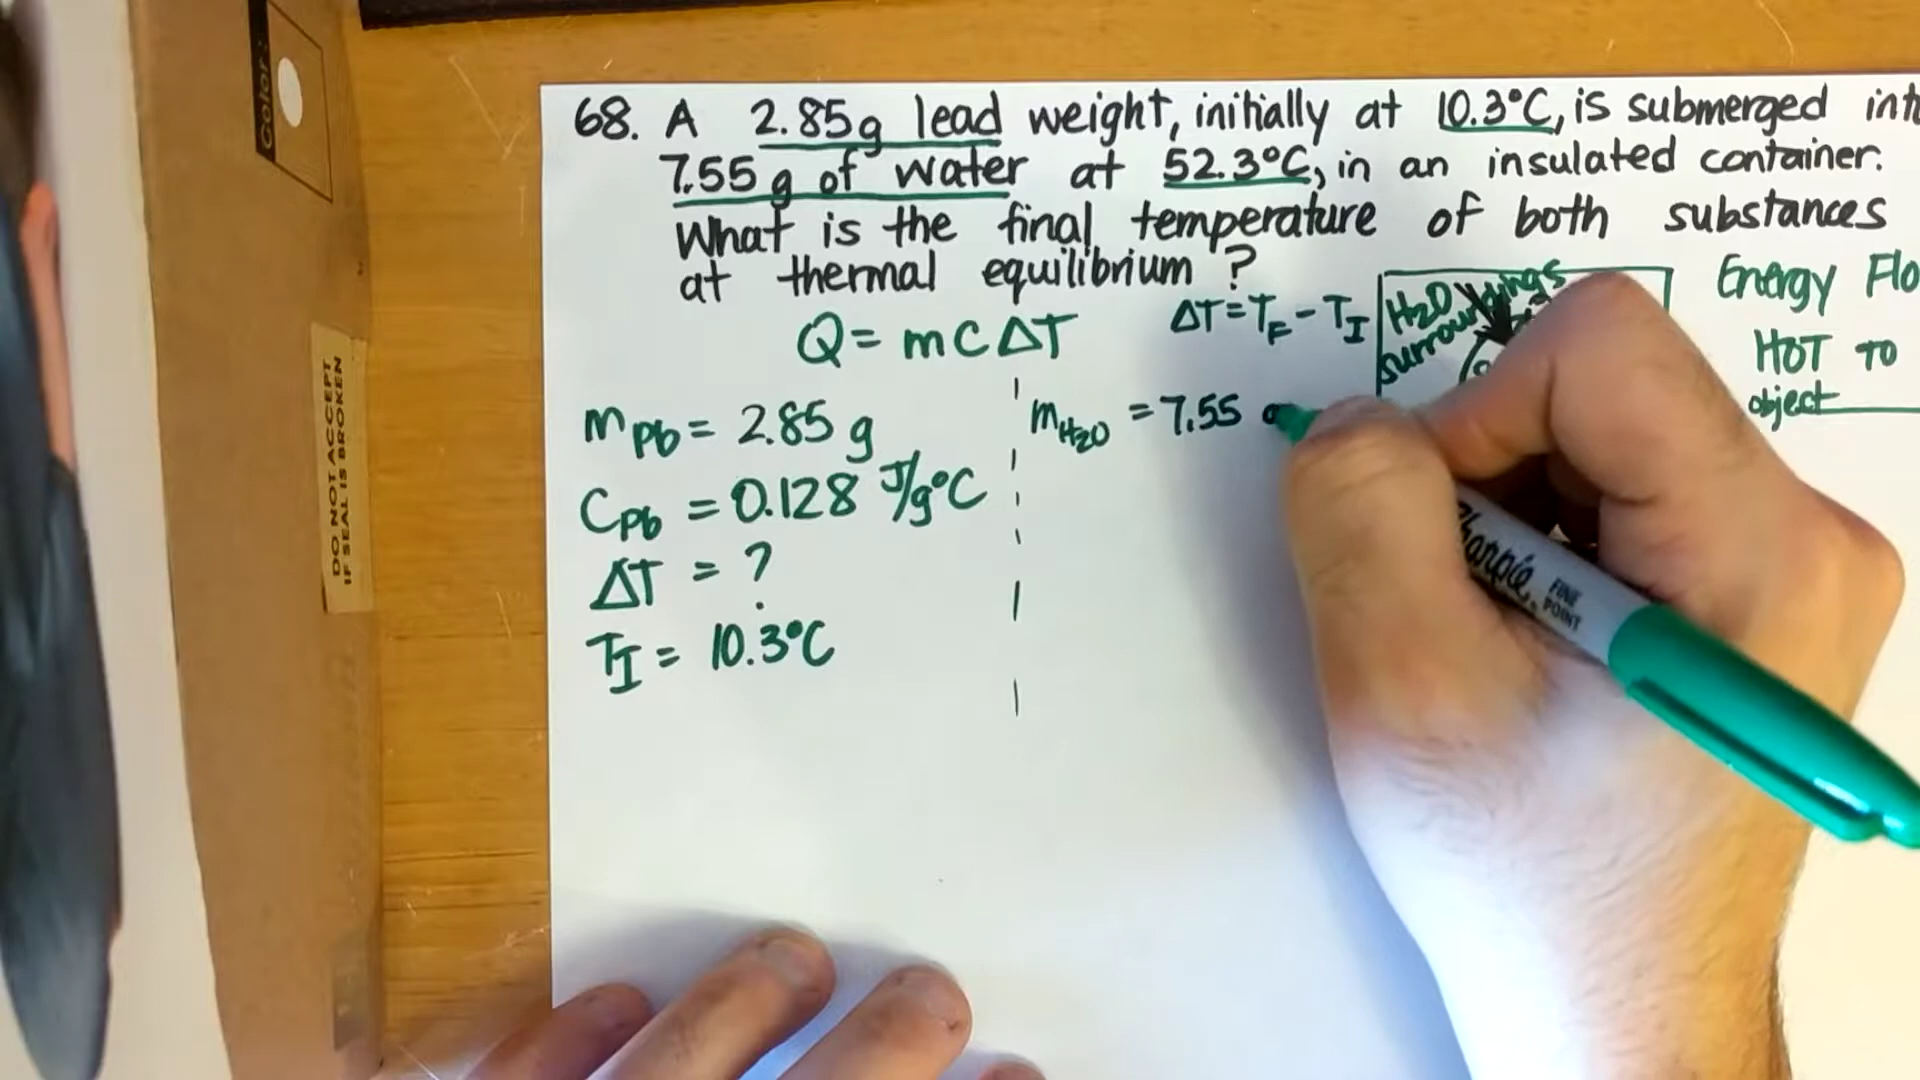 Color:
DO NOT ACCEPT
IF SEAL IS BROKEN
68. A 2.85g lead weight, initially at 10.3°C, is submerged
7.55 g of water at 52.3°C, in an insulated container.
What is the final temperature of both substances
at thermal equilibrium?
Q = mCΔT
ΔT = TF - TI
H2O
surroundings
Energy
HOT TO
object
mPb = 2.85 g
CPb = 0.128 J/g°C
ΔT = ?
TI = 10.3°C
mH2O = 7.55
Sharpie.
FINE
POINT